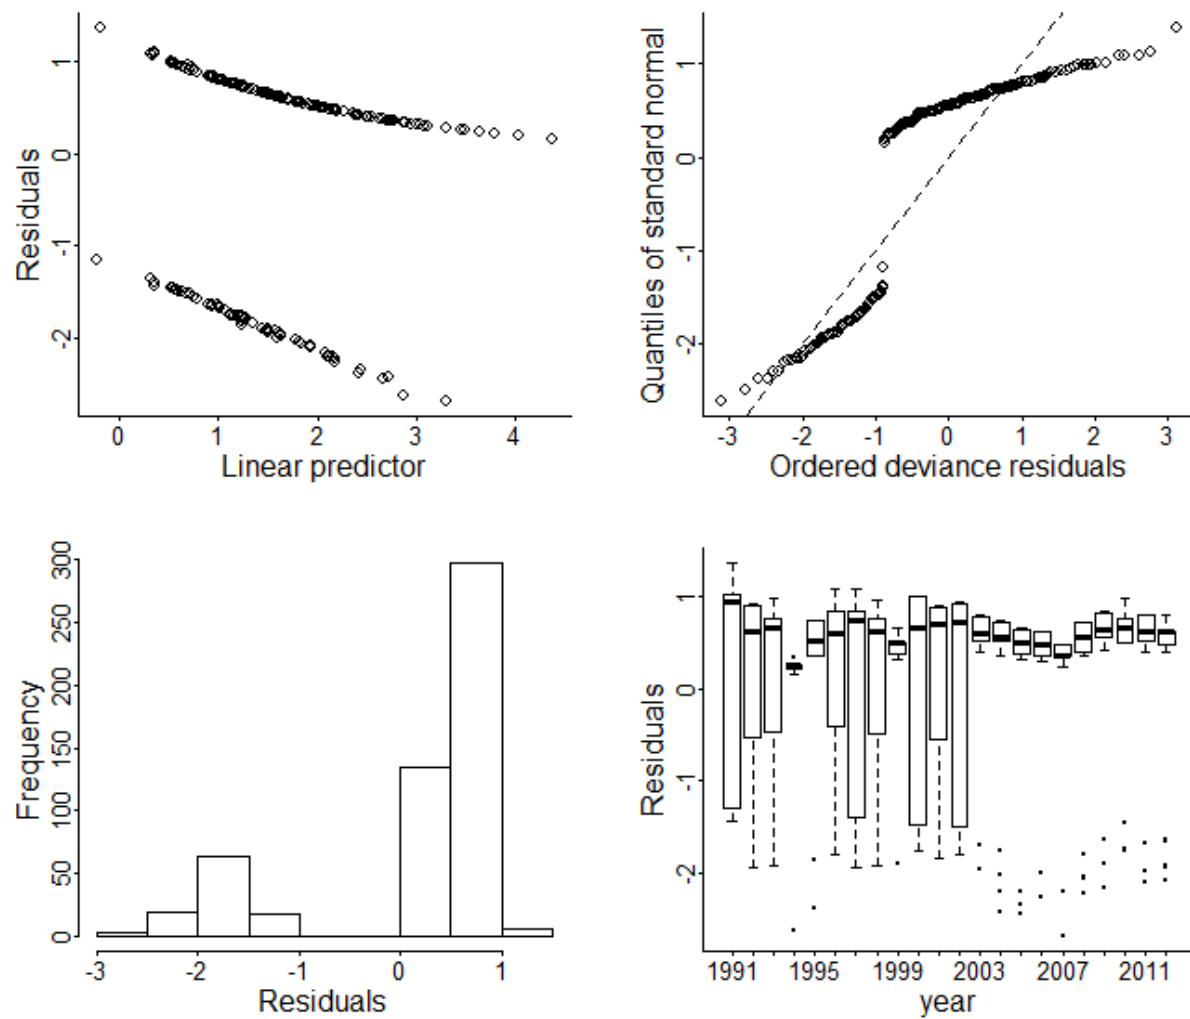 1
0
-1
-2
Residuals
0 1 2 3 4
Linear predictor
1
0
-1
-2
Quantiles of standard normal
-3 -2 -1 0 1 2 3
Ordered deviance residuals
300
250
200
150
100
50
0
Frequency
-3 -2 -1 0 1
Residuals
1
0
-1
-2
Residuals
1991 1995 1999 2003 2007 2011
year